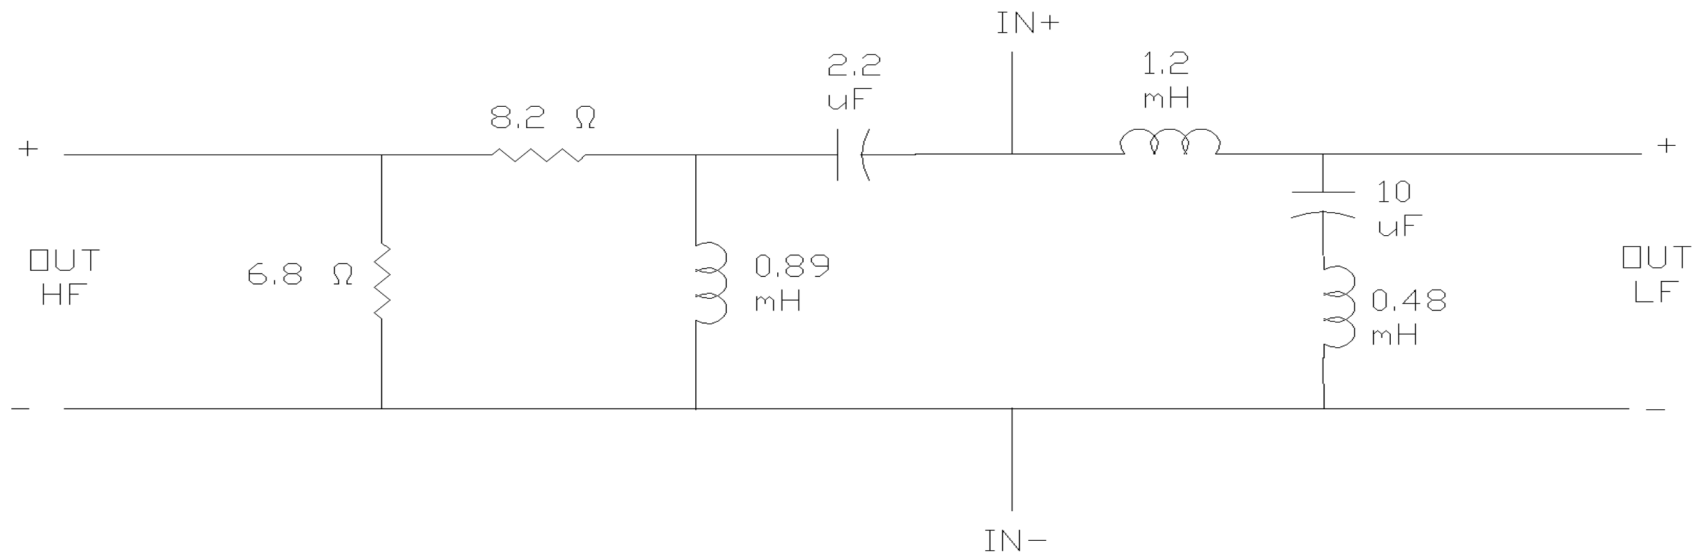 IN+
2.2
uF
1.2
mH
8.2 Ω
+
+
10
uF
OUT
HF
6.8 Ω
0.89
mH
OUT
LF
0.48
mH
-
-
IN-